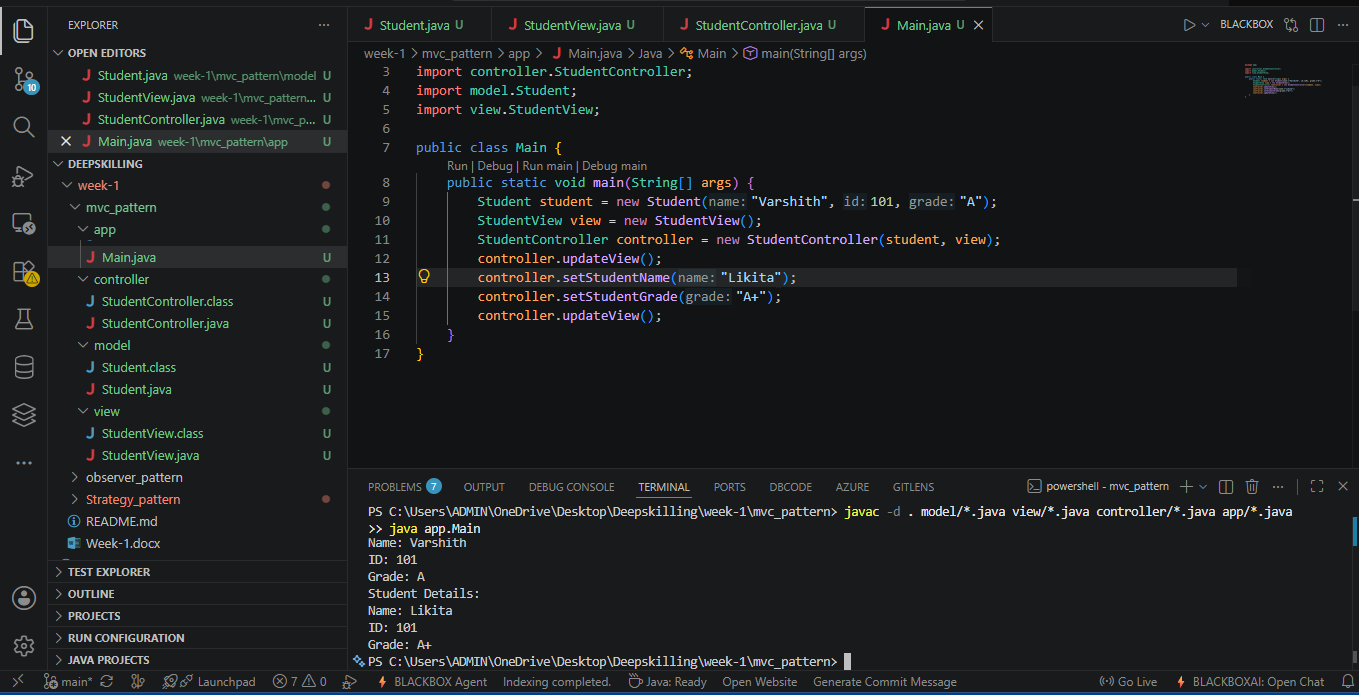 EXPLORER ...
OPEN EDITORS
Student.java week-1\mvc_pattern\model U
StudentView.java week-1\mvc_pattern... U
StudentController.java week-1\mvc_p... U
Main.java week-1\mvc_pattern\app U
DEEPSKILLING
week-1
mvc_pattern
app
Main.java U
controller
StudentController.class U
StudentController.java U
model
Student.class U
Student.java U
view
StudentView.class U
StudentView.java U
observer_pattern
Strategy_pattern
README.md
Week-1.docx
TEST EXPLORER
OUTLINE
PROJECTS
RUN CONFIGURATION
JAVA PROJECTS
10
Student.java U StudentView.java U StudentController.java U Main.java U BLACKBOX
week-1 > mvc_pattern > app > Main.java > Java > Main > main(String[] args)
3 import controller.StudentController;
4 import model.Student;
5 import view.StudentView;
6
7 public class Main {
Run | Debug | Run main | Debug main
8 public static void main(String[] args) {
9 Student student = new Student(name: "Varshith", id: 101, grade: "A");
10 StudentView view = new StudentView();
11 StudentController controller = new StudentController(student, view);
12 controller.updateView();
13 controller.setStudentName(name: "Likita");
14 controller.setStudentGrade(grade: "A+");
15 controller.updateView();
16 }
17 }
PROBLEMS 7 OUTPUT DEBUG CONSOLE TERMINAL PORTS DBCODE AZURE GITLENS powershell - mvc_pattern
PS C:\Users\ADMIN\OneDrive\Desktop\Deepskilling\week-1\mvc_pattern> javac -d . model/*.java view/*.java controller/*.java app/*.java
>> java app.Main
Name: Varshith
ID: 101
Grade: A
Student Details:
Name: Likita
ID: 101
Grade: A+
PS C:\Users\ADMIN\OneDrive\Desktop\Deepskilling\week-1\mvc_pattern>
main* Launchpad 7 0 BLACKBOX Agent Indexing completed. Java: Ready Open Website Generate Commit Message Go Live BLACKBOXAI: Open Chat